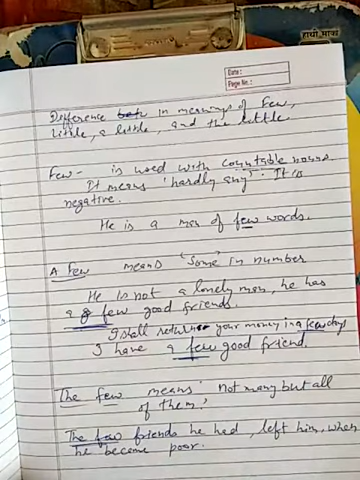 हाथी मार्क
Date :
Page No :
Difference beth in meanings of Few,
Little, a little, and the little.
Few - is used with countable nouns.
It means 'hardly any'. It is
negative.
He is a man of few words.
A few means 'Some' in number
He is not a lonely man, he has
a few good friends.
I shall return your money in a few days
I have a few good friend.
The few means 'Not many but all
of them.'
The few friends he had, left him, when
he became poor.